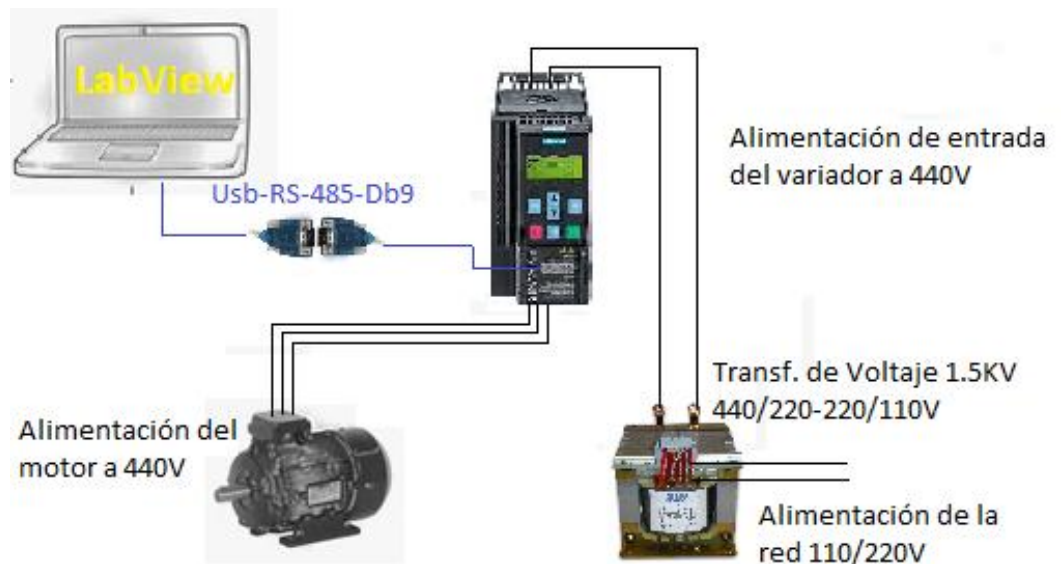 LabView
Usb-RS-485-Db9
Alimentación de entrada
del variador a 440V
Transf. de Voltaje 1.5KV
440/220-220/110V
Alimentación del
motor a 440V
Alimentación de la
red 110/220V